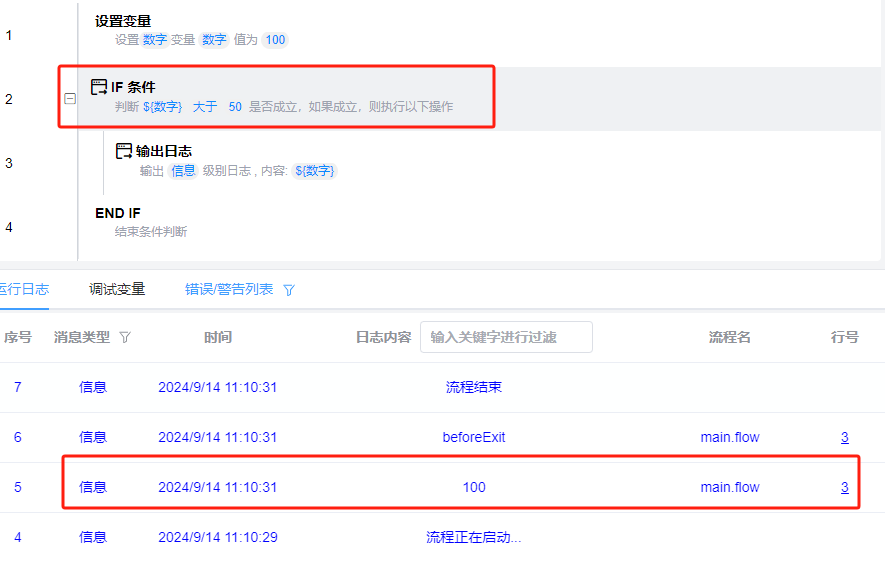 1
设置变量
设置 数字 变量 数字 值为 100
2
IF 条件
判断 ${数字} 大于 50 是否成立，如果成立，则执行以下操作
3
输出日志
输出 信息 级别日志 , 内容: ${数字}
4
END IF
结束条件判断
运行日志 调试变量 错误/警告列表
序号 消息类型 时间 日志内容 输入关键字进行过滤 流程名 行号
7 信息 2024/9/14 11:10:31 流程结束
6 信息 2024/9/14 11:10:31 beforeExit main.flow 3
5 信息 2024/9/14 11:10:31 100 main.flow 3
4 信息 2024/9/14 11:10:29 流程正在启动...